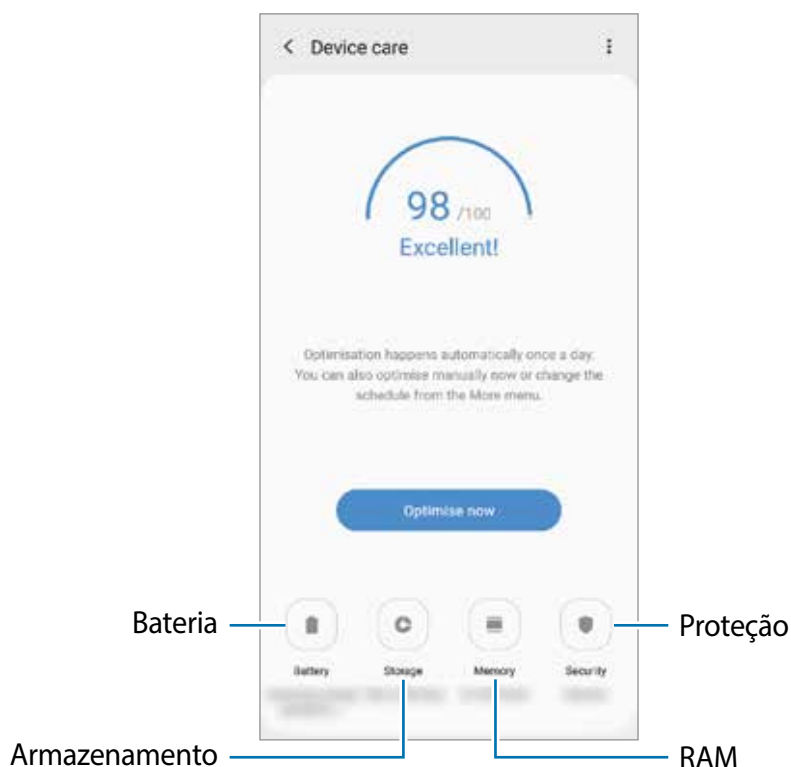 Device care
98 /100
Excellent!
Optimisation happens automatically once a day.
You can also optimise manually now or change the
schedule from the More menu.
Optimise now
Bateria
Proteção
Battery
Storage
Memory
Security
Armazenamento
RAM